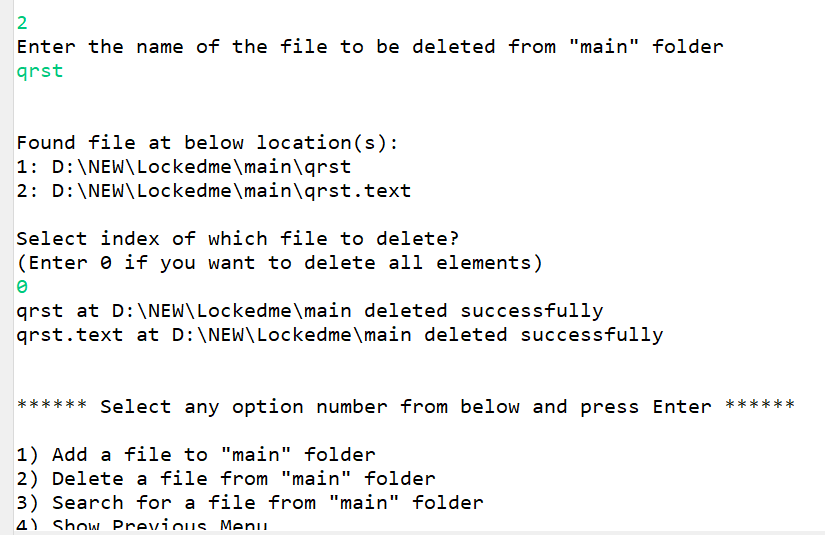 2
Enter the name of the file to be deleted from "main" folder
qrst
Found file at below location(s):
1: D:\NEW\Lockedme\main\qrst
2: D:\NEW\Lockedme\main\qrst.text
Select index of which file to delete?
(Enter 0 if you want to delete all elements)
0
qrst at D:\NEW\Lockedme\main deleted successfully
qrst.text at D:\NEW\Lockedme\main deleted successfully
****** Select any option number from below and press Enter ******
1) Add a file to "main" folder
2) Delete a file from "main" folder
3) Search for a file from "main" folder
4) Show Previous Menu